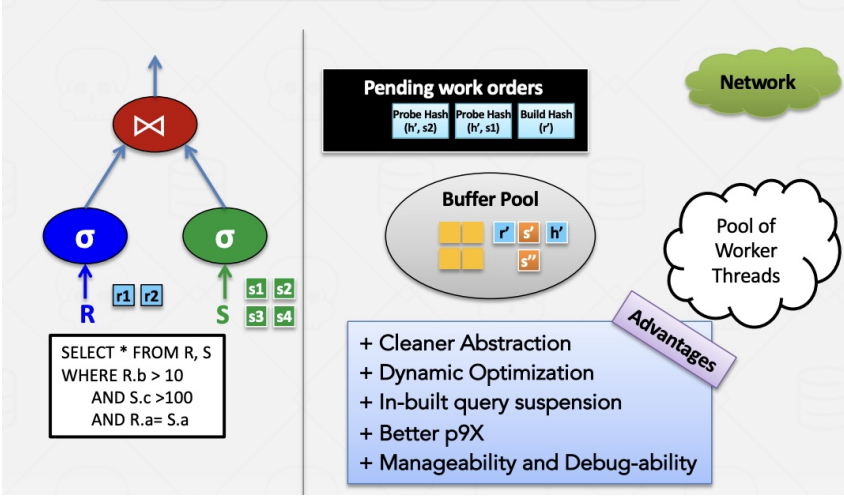 ⋈
σ
σ
r1 r2
R
s1 s2
S
s3 s4
SELECT * FROM R, S
WHERE R.b > 10
AND S.c >100
AND R.a= S.a
Pending work orders
Probe Hash (h’, s2)
Probe Hash (h’, s1)
Build Hash (r’)
Network
Buffer Pool
r’ s’ h’
s’’
Pool of
Worker
Threads
Advantages
+ Cleaner Abstraction
+ Dynamic Optimization
+ In-built query suspension
+ Better p9X
+ Manageability and Debug-ability